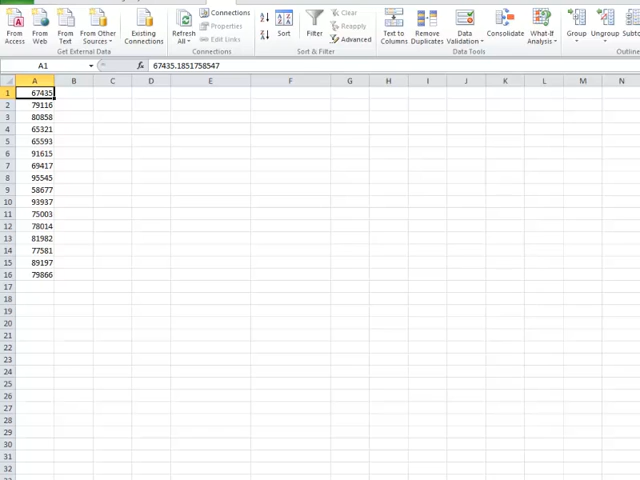 From Access
From Web
From Text
From Other Sources
Existing Connections
Refresh All
Connections
Properties
Edit Links
A
Z
Z
A
Sort
Filter
Clear
Reapply
Advanced
Text to Columns
Remove Duplicates
Data Validation
Consolidate
What-If Analysis
Group
Ungroup
Subto
Get External Data
Connections
Sort & Filter
Data Tools
Outline
A1
fx
67435.1851758547
A B C D E F G H I J K L M N
1 67435
2 79116
3 80858
4 65321
5 65593
6 91615
7 69417
8 95545
9 58677
10 93937
11 75003
12 78014
13 81982
14 77581
15 89197
16 79866
17
18
19
20
21
22
23
24
25
26
27
28
29
30
31
32